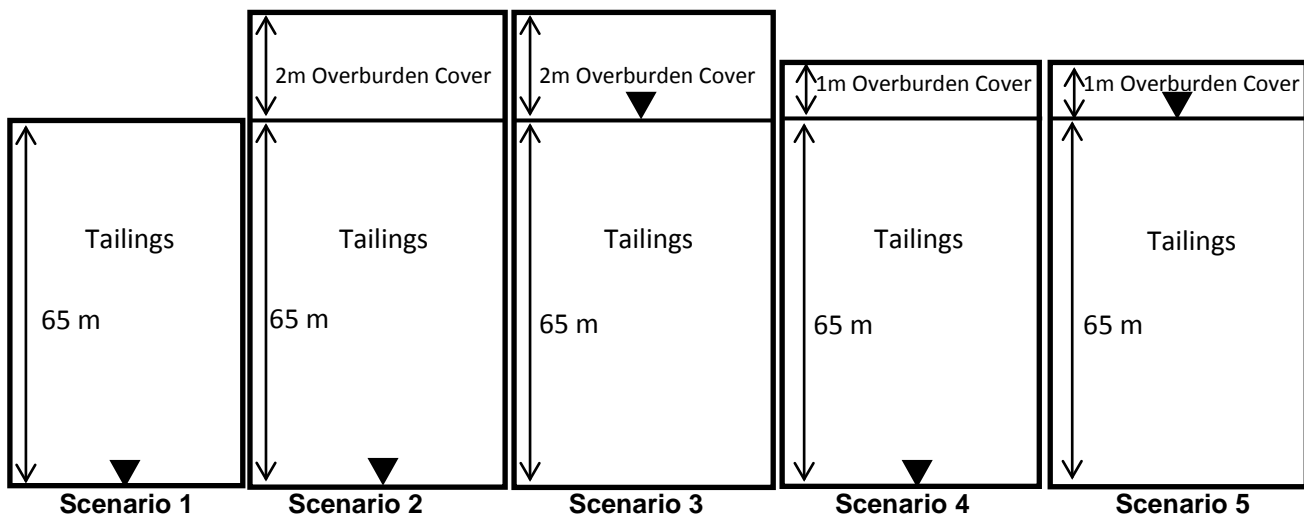 2m Overburden Cover
2m Overburden Cover
1m Overburden Cover
1m Overburden Cover
Tailings
Tailings
Tailings
Tailings
Tailings
65 m
65 m
65 m
65 m
65 m
Scenario 1
Scenario 2
Scenario 3
Scenario 4
Scenario 5